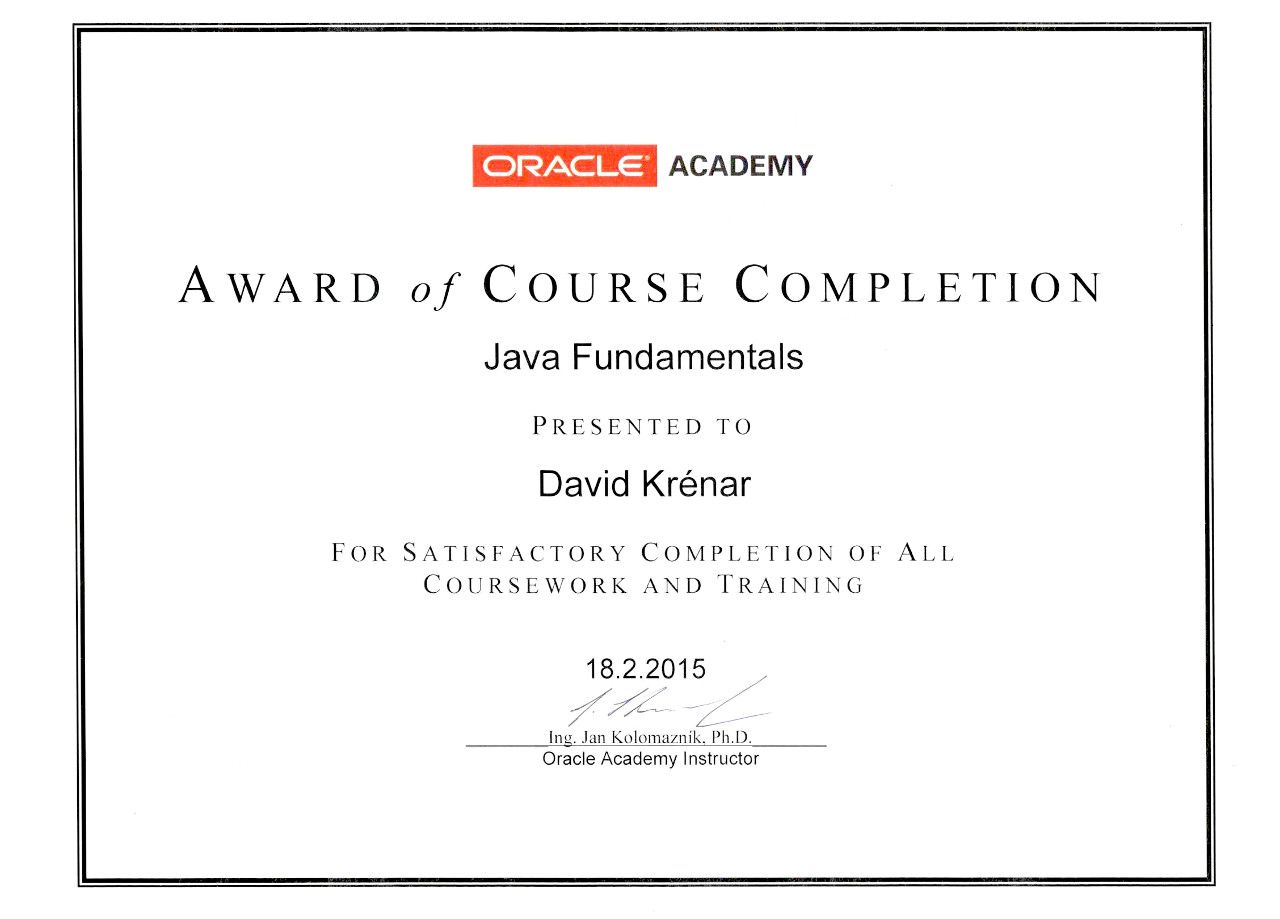 ORACLE® ACADEMY
AWARD of COURSE COMPLETION
Java Fundamentals
PRESENTED TO
David Krénar
FOR SATISFACTORY COMPLETION OF ALL
COURSEWORK AND TRAINING
18.2.2015
Ing. Jan Kolomazník, Ph.D.
Oracle Academy Instructor